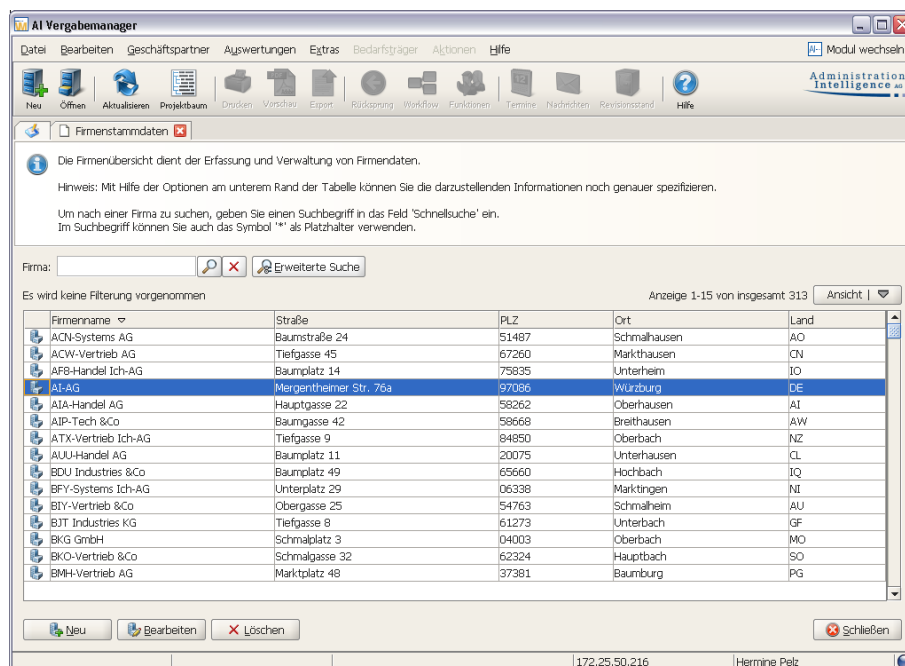 AI Vergabemanager
Datei Bearbeiten Geschäftspartner Auswertungen Extras Bedarfsträger Aktionen Hilfe AI- Modul wechseln
Neu Öffnen Aktualisieren Projektbaum Drucken Vorschau Export Rücksprung Workflow Funktionen Termine Nachrichten Revisionsstand Hilfe
Administration
Intelligence AG
Firmenstammdaten
Die Firmenübersicht dient der Erfassung und Verwaltung von Firmendaten.
Hinweis: Mit Hilfe der Optionen am unterem Rand der Tabelle können Sie die darzustellenden Informationen noch genauer spezifizieren.
Um nach einer Firma zu suchen, geben Sie einen Suchbegriff in das Feld 'Schnellsuche' ein.
Im Suchbegriff können Sie auch das Symbol '*' als Platzhalter verwenden.
Firma: Erweiterte Suche
Es wird keine Filterung vorgenommen Anzeige 1-15 von insgesamt 313 Ansicht |
Firmenname Straße PLZ Ort Land
ACN-Systems AG Baumstraße 24 51487 Schmalhausen AO
ACW-Vertrieb AG Tiefgasse 45 67260 Markthausen CN
AF8-Handel Ich-AG Baumplatz 14 75835 Unterheim IO
AI-AG Mergentheimer Str. 76a 97086 Würzburg DE
AIA-Handel AG Hauptgasse 22 58262 Oberhausen AI
AIP-Tech &Co Baumgasse 42 58668 Breithausen AW
ATX-Vertrieb Ich-AG Tiefgasse 9 84850 Oberbach NZ
AUU-Handel AG Baumplatz 11 20075 Unterhausen CL
BDU Industries &Co Baumplatz 49 65660 Hochbach IQ
BFY-Systems Ich-AG Unterplatz 29 06338 Marktingen NI
BIY-Vertrieb &Co Obergasse 25 54763 Schmalheim AU
BJT Industries KG Tiefgasse 8 61273 Unterbach GF
BKG GmbH Schmalplatz 3 04003 Oberbach MO
BKO-Vertrieb &Co Schmalgasse 32 62324 Hauptbach SO
BMH-Vertrieb AG Marktplatz 48 37381 Baumburg PG
Neu Bearbeiten Löschen Schließen
172.25.50.216 Hermine Pelz